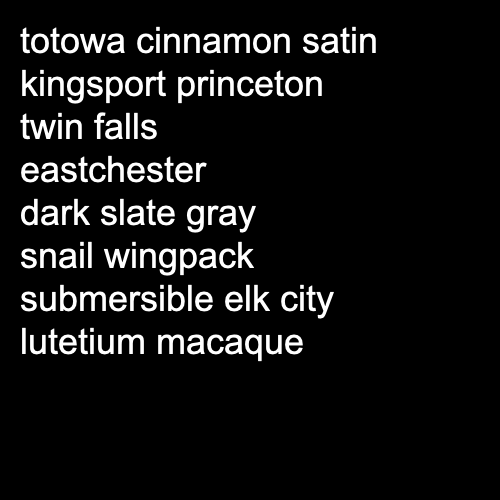 totowa cinnamon satin
kingsport princeton
twin falls
eastchester
dark slate gray
snail wingpack
submersible elk city
lutetium macaque